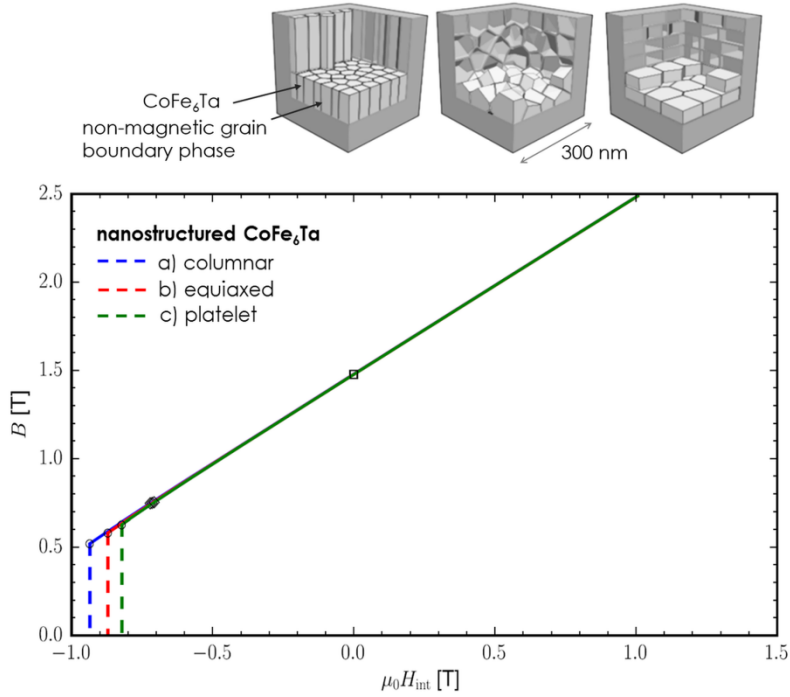 CoFe₆Ta
non-magnetic grain
boundary phase
300 nm
2.5
2.0
1.5
1.0
0.5
0.0
B [T]
nanostructured CoFe₆Ta
a) columnar
b) equiaxed
c) platelet
−1.0 −0.5 0.0 0.5 1.0 1.5
μ₀H_int [T]